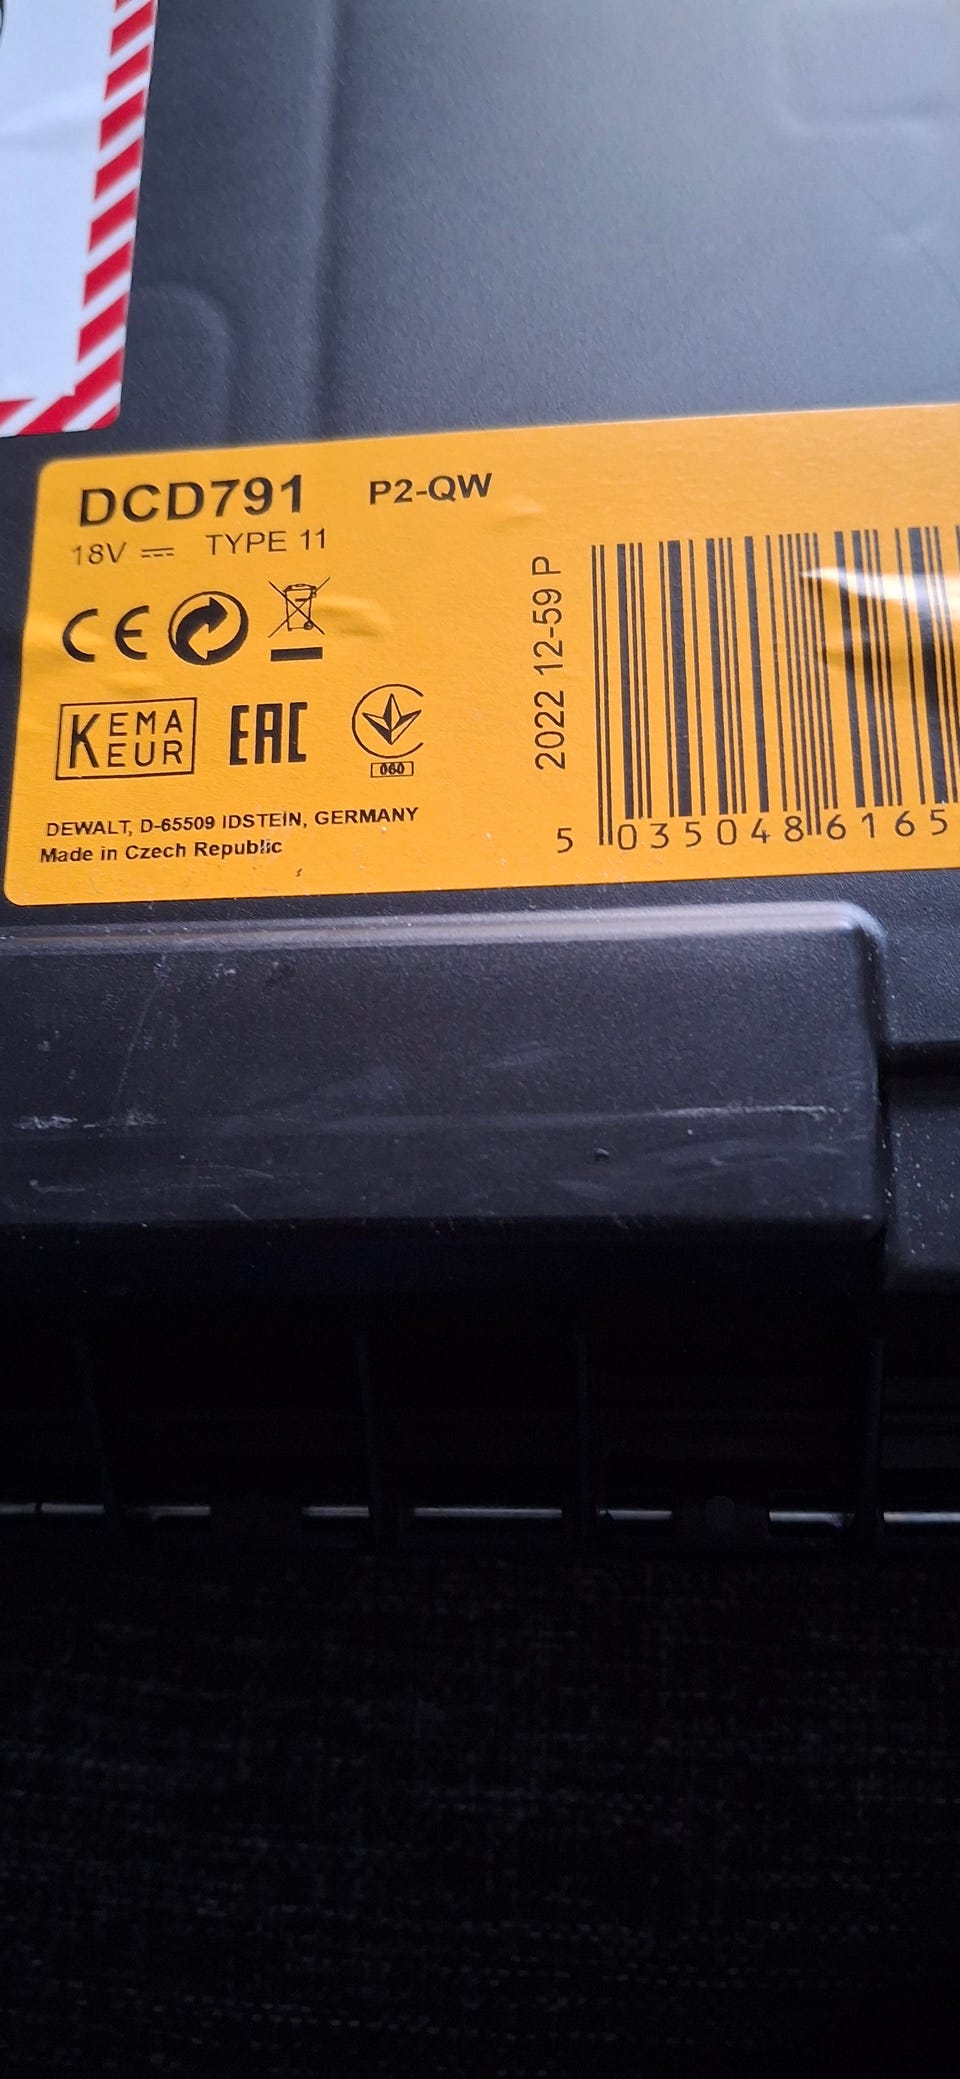 DCD791 P2-QW
18V TYPE 11
CE
KEMA
EUR
EAC
060
DEWALT, D-65509 IDSTEIN, GERMANY
Made in Czech Republic
2022 12-59 P
5 035048 6165